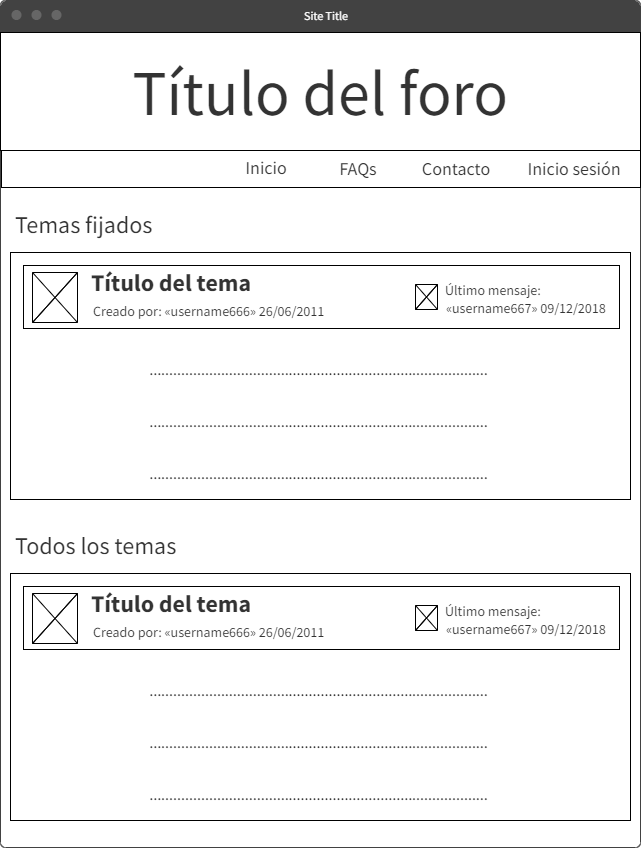 Site Title
Título del foro
Inicio FAQs Contacto Inicio sesión
Temas fijados
Título del tema
Creado por: «username666» 26/06/2011
Último mensaje:
«username667» 09/12/2018
Todos los temas
Título del tema
Creado por: «username666» 26/06/2011
Último mensaje:
«username667» 09/12/2018